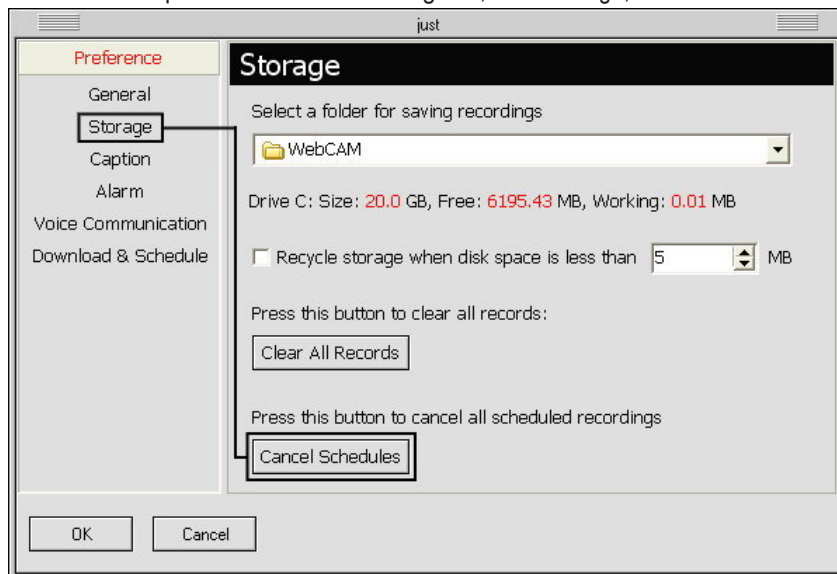 just
Preference
General
Storage
Caption
Alarm
Voice Communication
Download & Schedule
Storage
Select a folder for saving recordings
WebCAM
Drive C: Size: 20.0 GB, Free: 6195.43 MB, Working: 0.01 MB
Recycle storage when disk space is less than 5 MB
Press this button to clear all records:
Clear All Records
Press this button to cancel all scheduled recordings
Cancel Schedules
OK Cancel